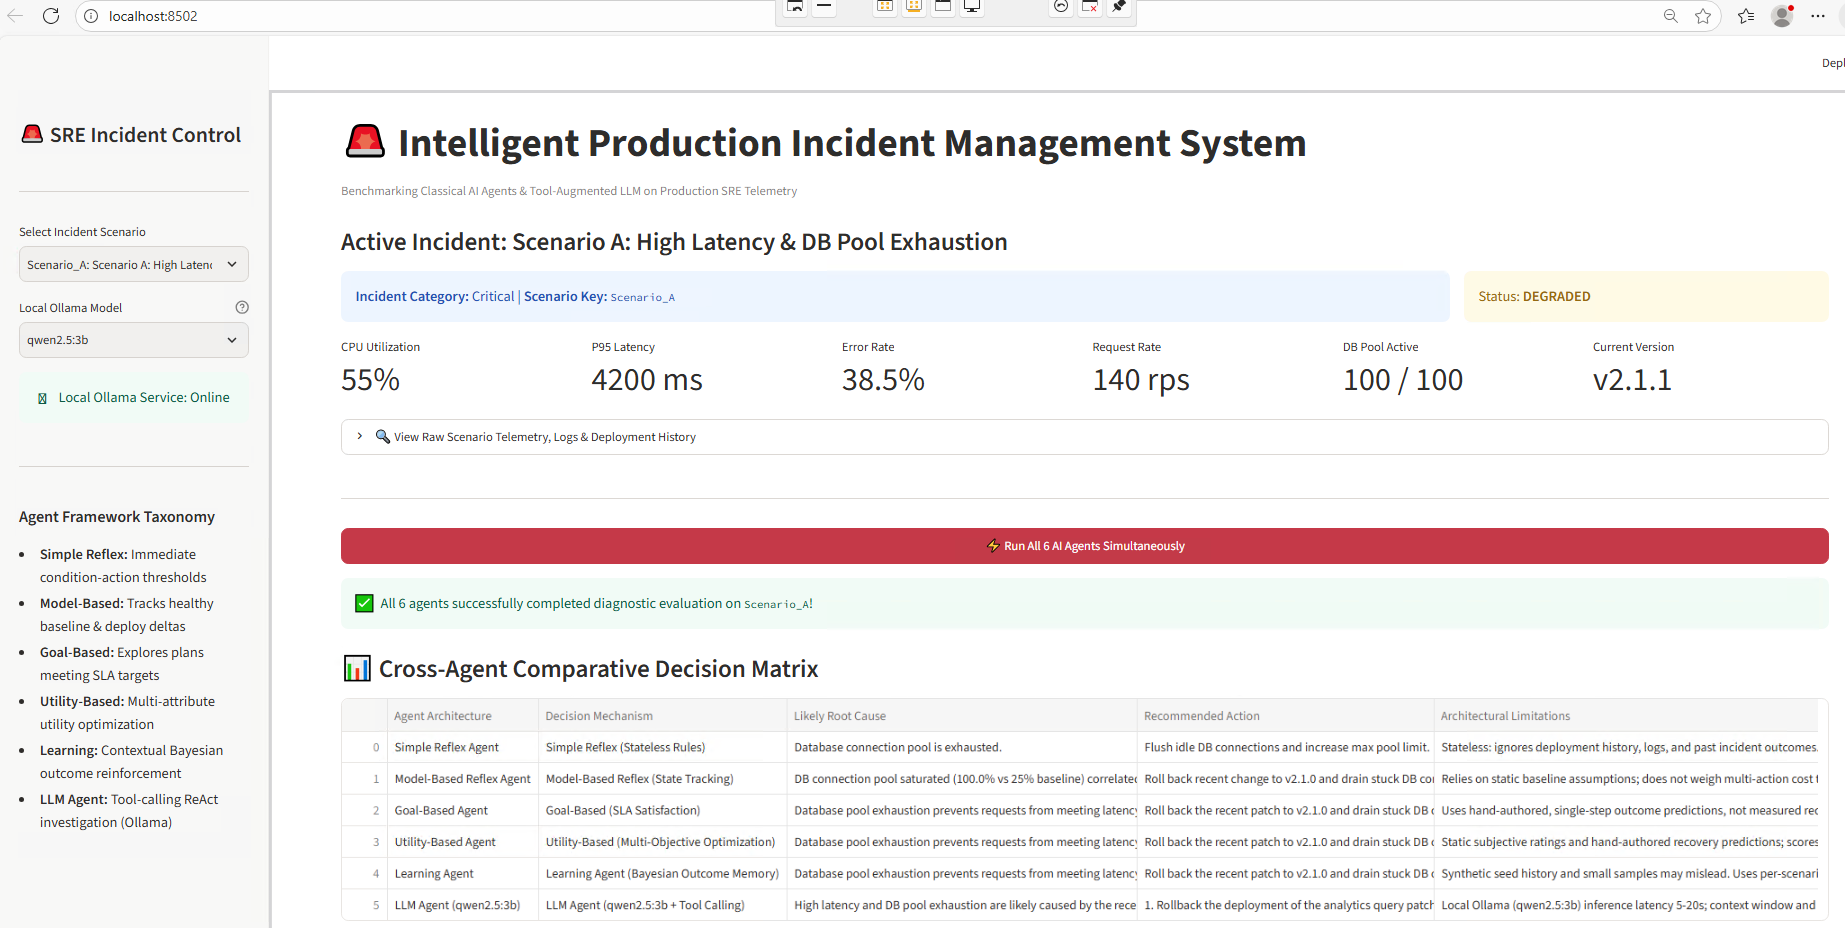 localhost:8502
Depl
🚨 SRE Incident Control
Select Incident Scenario
Scenario_A: Scenario A: High Laten
Local Ollama Model
qwen2.5:3b
Local Ollama Service: Online
Agent Framework Taxonomy
• Simple Reflex: Immediate
condition-action thresholds
• Model-Based: Tracks healthy
baseline & deploy deltas
• Goal-Based: Explores plans
meeting SLA targets
• Utility-Based: Multi-attribute
utility optimization
• Learning: Contextual Bayesian
outcome reinforcement
• LLM Agent: Tool-calling ReAct
investigation (Ollama)
🚨 Intelligent Production Incident Management System
Benchmarking Classical AI Agents & Tool-Augmented LLM on Production SRE Telemetry
Active Incident: Scenario A: High Latency & DB Pool Exhaustion
Incident Category: Critical | Scenario Key: Scenario_A
Status: DEGRADED
CPU Utilization P95 Latency Error Rate Request Rate DB Pool Active Current Version
55% 4200 ms 38.5% 140 rps 100 / 100 v2.1.1
🔍 View Raw Scenario Telemetry, Logs & Deployment History
⚡ Run All 6 AI Agents Simultaneously
✅ All 6 agents successfully completed diagnostic evaluation on Scenario_A!
📊 Cross-Agent Comparative Decision Matrix
Agent Architecture Decision Mechanism Likely Root Cause Recommended Action Architectural Limitations
0 Simple Reflex Agent Simple Reflex (Stateless Rules) Database connection pool is exhausted. Flush idle DB connections and increase max pool limit. Stateless: ignores deployment history, logs, and past incident outcomes.
1 Model-Based Reflex Agent Model-Based Reflex (State Tracking) DB connection pool saturated (100.0% vs 25% baseline) correlated Roll back recent change to v2.1.0 and drain stuck DB co Relies on static baseline assumptions; does not weigh multi-action cost t
2 Goal-Based Agent Goal-Based (SLA Satisfaction) Database pool exhaustion prevents requests from meeting latency Roll back the recent patch to v2.1.0 and drain stuck DB c Uses hand-authored, single-step outcome predictions, not measured rec
3 Utility-Based Agent Utility-Based (Multi-Objective Optimization) Database pool exhaustion prevents requests from meeting latency Roll back the recent patch to v2.1.0 and drain stuck DB c Static subjective ratings and hand-authored recovery predictions; scores
4 Learning Agent Learning Agent (Bayesian Outcome Memory) Database pool exhaustion prevents requests from meeting latency Roll back the recent patch to v2.1.0 and drain stuck DB c Synthetic seed history and small samples may mislead. Uses per-scenari
5 LLM Agent (qwen2.5:3b) LLM Agent (qwen2.5:3b + Tool Calling) High latency and DB pool exhaustion are likely caused by the rece 1. Rollback the deployment of the analytics query patch Local Ollama (qwen2.5:3b) inference latency 5-20s; context window and